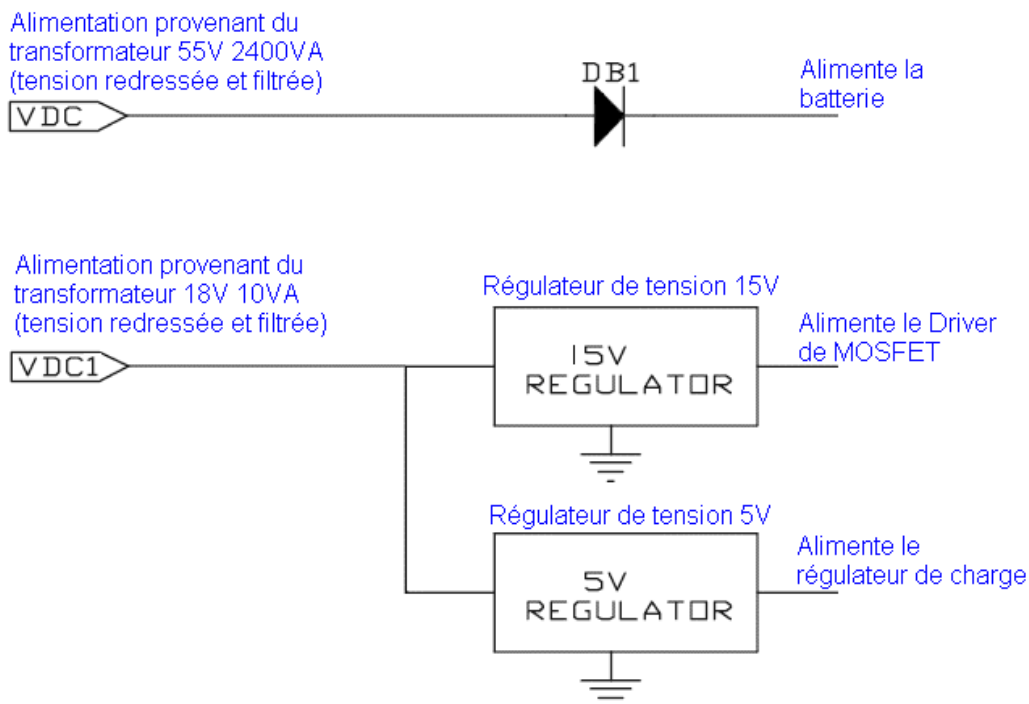 Alimentation provenant du
transformateur 55V 2400VA
(tension redressée et filtrée)
VDC
DB1
Alimente la
batterie
Alimentation provenant du
transformateur 18V 10VA
(tension redressée et filtrée)
VDC1
Régulateur de tension 15V
15V
REGULATOR
Alimente le Driver
de MOSFET
Régulateur de tension 5V
5V
REGULATOR
Alimente le
régulateur de charge